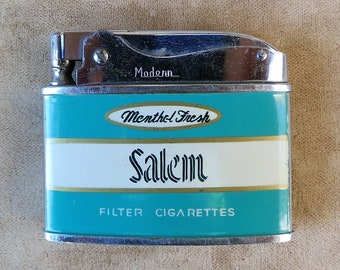 Modern
Menthol Fresh
Salem
FILTER CIGARETTES